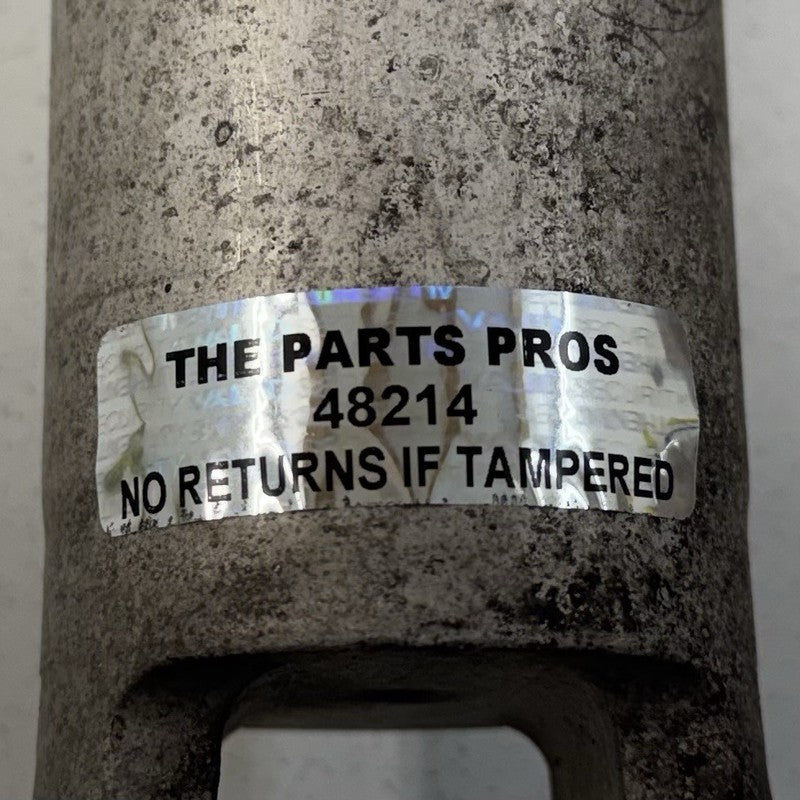 THE PARTS PROS
48214
NO RETURNS IF TAMPERED